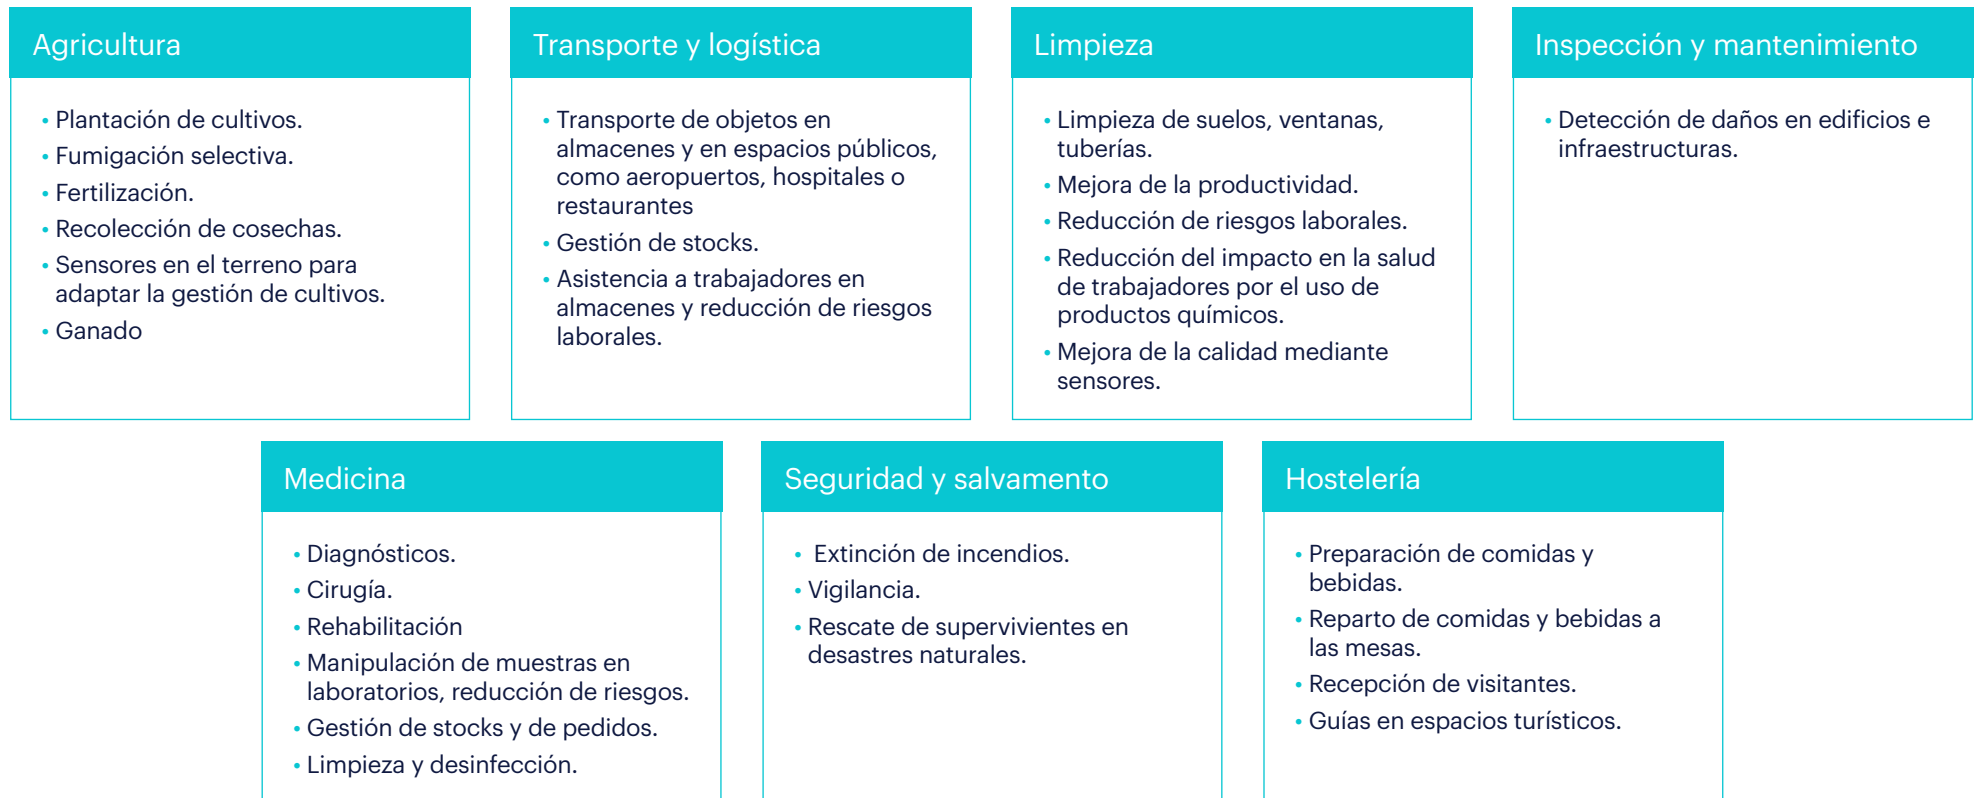 Agricultura
• Plantación de cultivos.
• Fumigación selectiva.
• Fertilización.
• Recolección de cosechas.
• Sensores en el terreno para
adaptar la gestión de cultivos.
• Ganado
Transporte y logística
• Transporte de objetos en
almacenes y en espacios públicos,
como aeropuertos, hospitales o
restaurantes
• Gestión de stocks.
• Asistencia a trabajadores en
almacenes y reducción de riesgos
laborales.
Limpieza
• Limpieza de suelos, ventanas,
tuberías.
• Mejora de la productividad.
• Reducción de riesgos laborales.
• Reducción del impacto en la salud
de trabajadores por el uso de
productos químicos.
• Mejora de la calidad mediante
sensores.
Inspección y mantenimiento
• Detección de daños en edificios e
infraestructuras.
Medicina
• Diagnósticos.
• Cirugía.
• Rehabilitación
• Manipulación de muestras en
laboratorios, reducción de riesgos.
• Gestión de stocks y de pedidos.
• Limpieza y desinfección.
Seguridad y salvamento
• Extinción de incendios.
• Vigilancia.
• Rescate de supervivientes en
desastres naturales.
Hostelería
• Preparación de comidas y
bebidas.
• Reparto de comidas y bebidas a
las mesas.
• Recepción de visitantes.
• Guías en espacios turísticos.